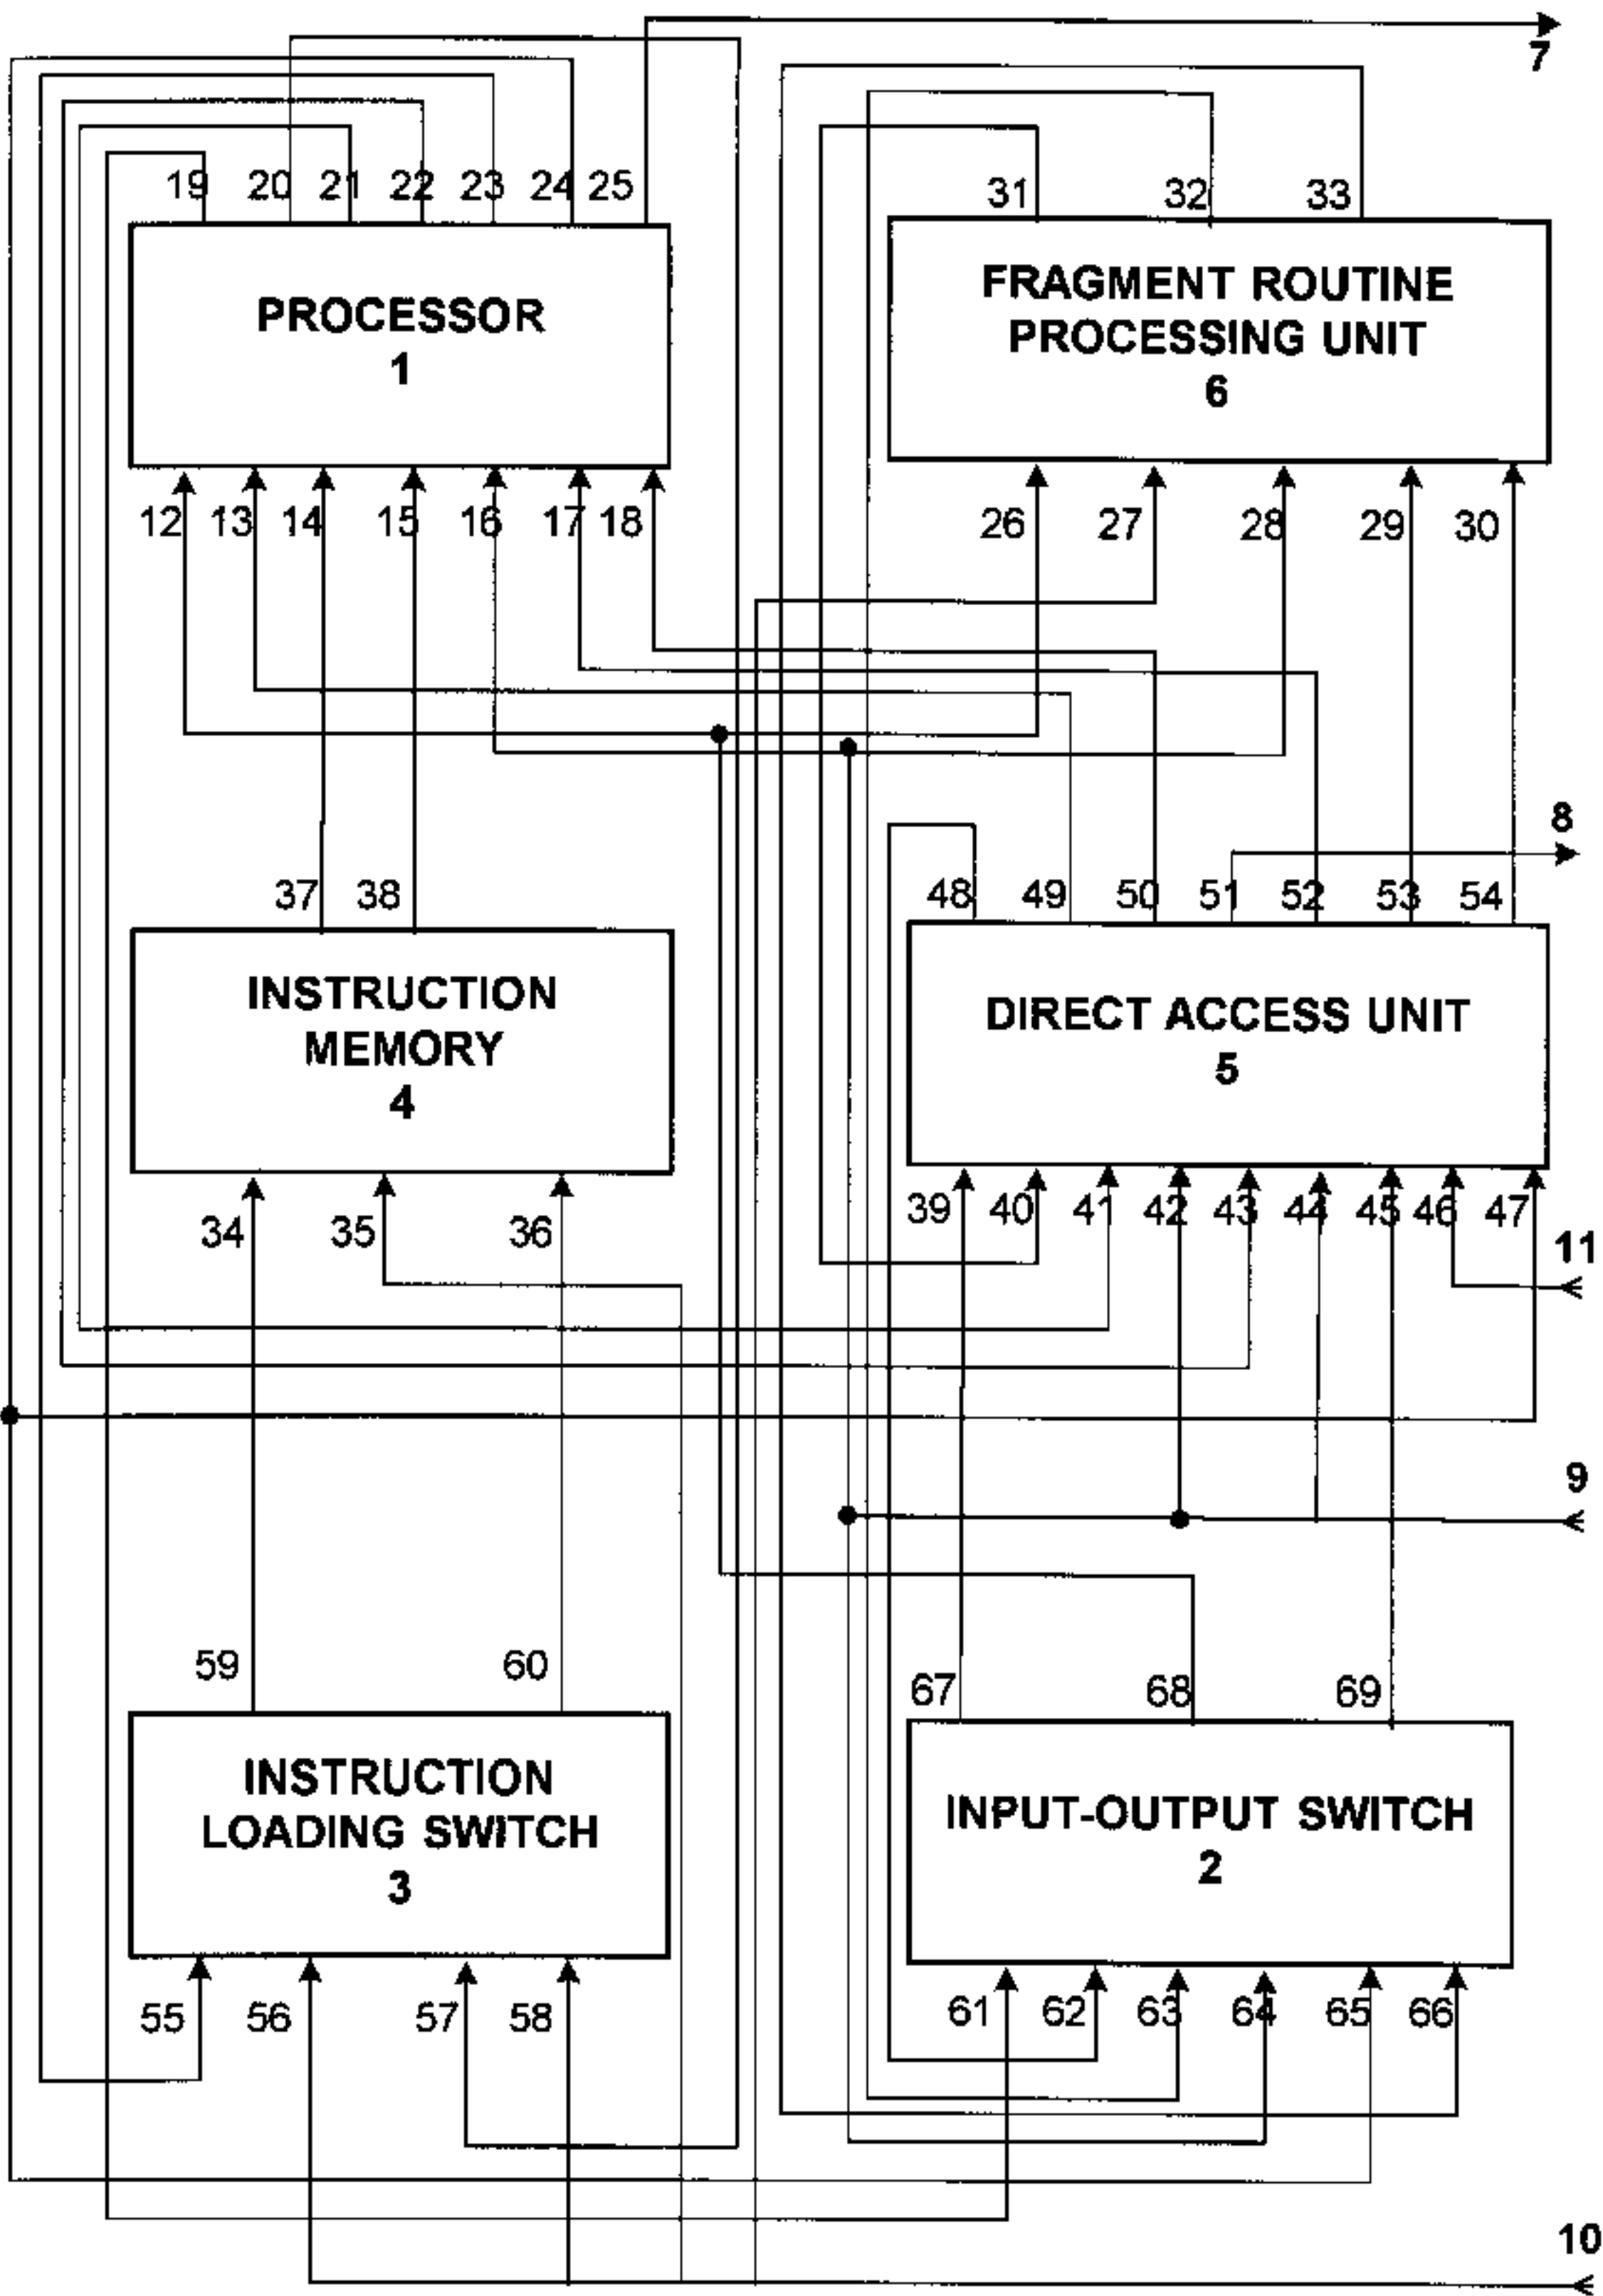 7
19 20 21 22 23 24 25
31 32 33
PROCESSOR
1
FRAGMENT ROUTINE
PROCESSING UNIT
6
12 13 14 15 16 17 18
26 27 28 29 30
8
37 38
48 49 50 51 52 53 54
INSTRUCTION
MEMORY
4
DIRECT ACCESS UNIT
5
34 35 36
39 40 41 42 43 44 45 46 47
11
9
59 60
67 68 69
INSTRUCTION
LOADING SWITCH
3
INPUT-OUTPUT SWITCH
2
55 56 57 58
61 62 63 64 65 66
10